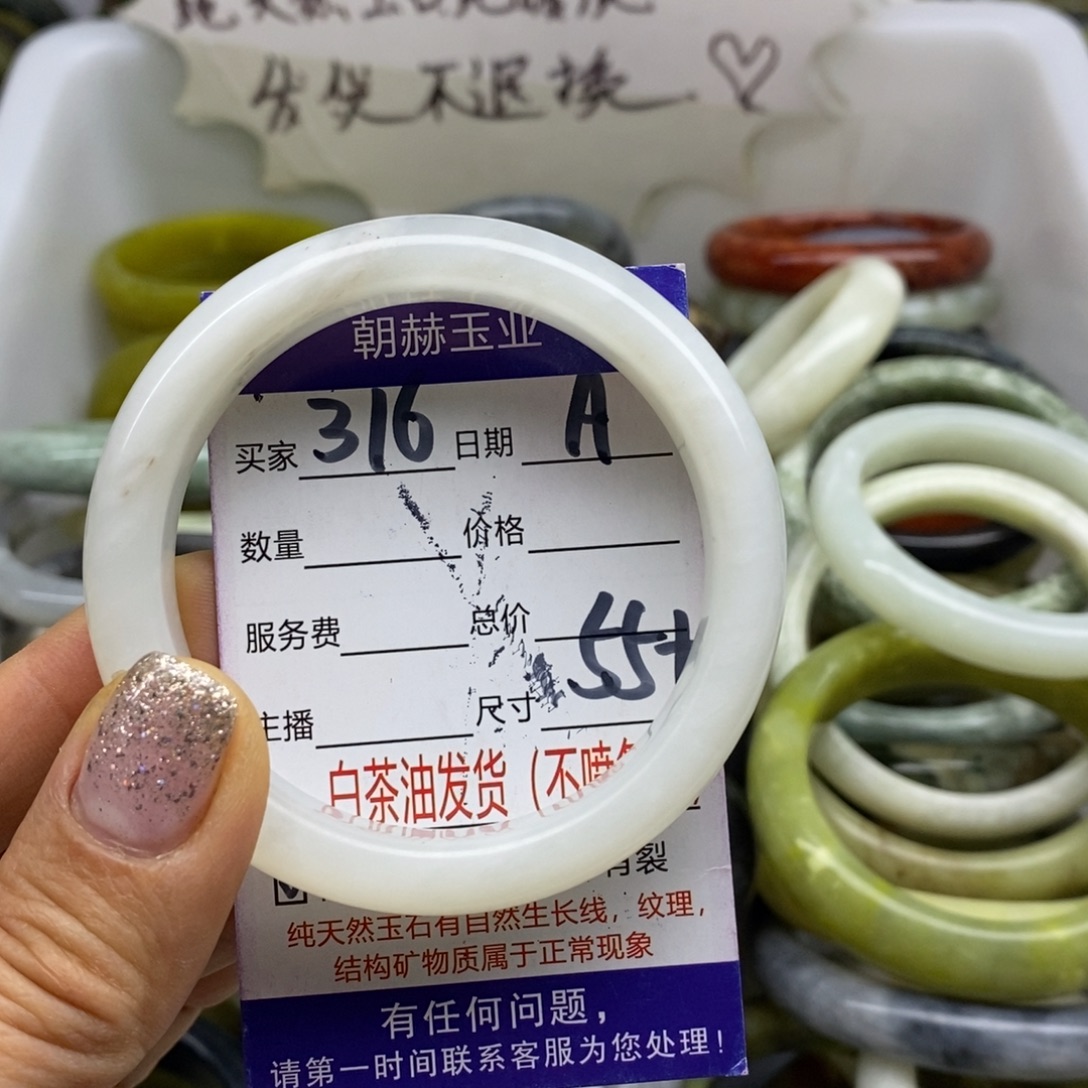 发货不退换
朝赫玉业
买家 316 日期 A
数量 价格
服务费 总价
主播 尺寸 55+
白茶油发货（不喷
有裂
纯天然玉石有自然生长线，纹理，
结构矿物质属于正常现象
有任何问题，
请第一时间联系客服为您处理！